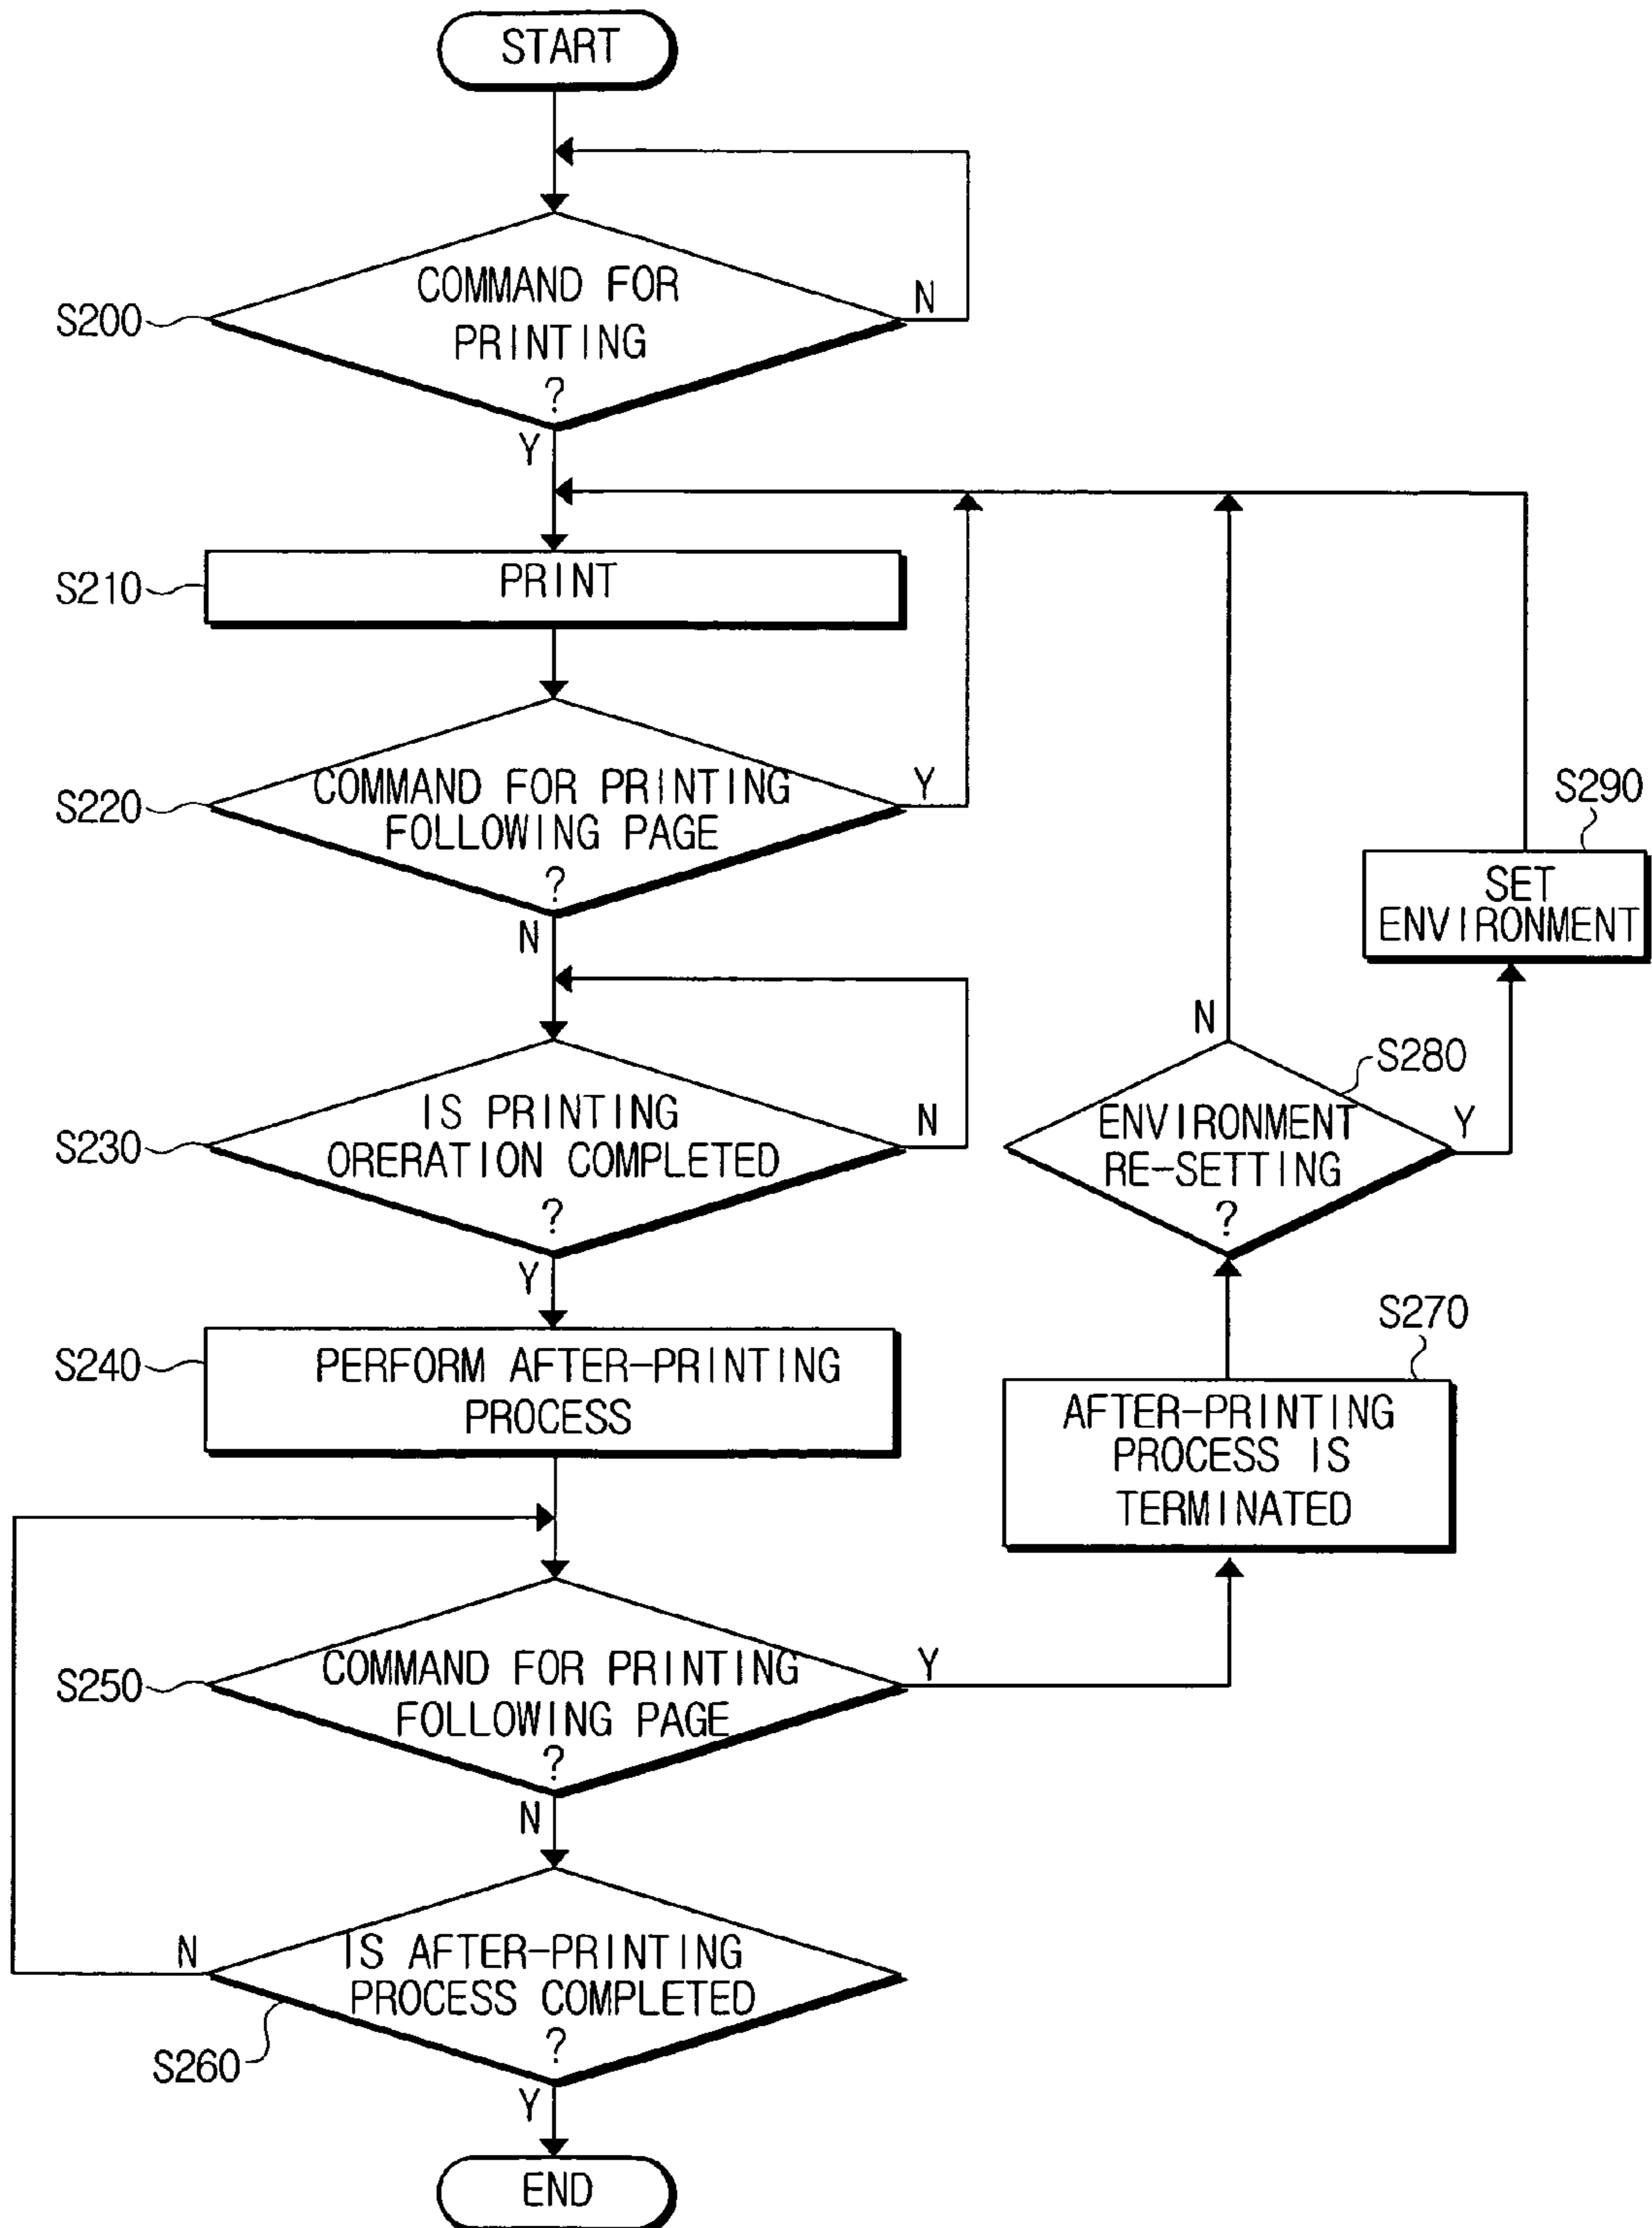 START
COMMAND FOR
PRINTING
?
N
S200
Y
PRINT
S210
COMMAND FOR PRINTING
FOLLOWING PAGE
?
Y
S220
N
IS PRINTING
ORERATION COMPLETED
?
N
S230
Y
PERFORM AFTER-PRINTING
PROCESS
S240
COMMAND FOR PRINTING
FOLLOWING PAGE
?
Y
S250
N
IS AFTER-PRINTING
PROCESS COMPLETED
?
N
S260
Y
END
S270
AFTER-PRINTING
PROCESS IS
TERMINATED
S280
ENVIRONMENT
RE-SETTING
?
N
Y
S290
SET
ENVIRONMENT